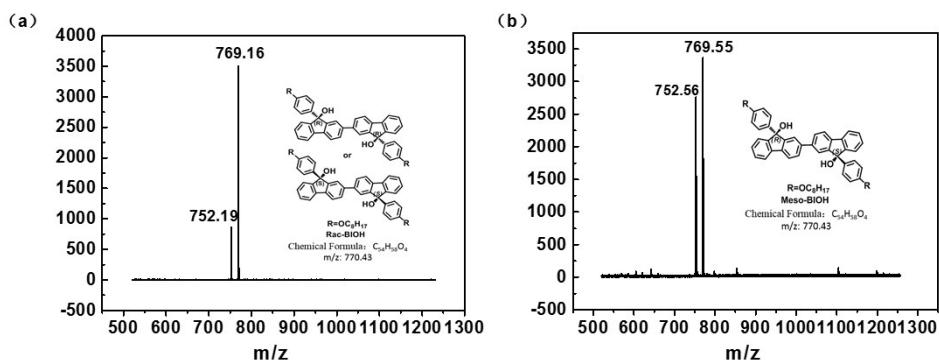 (a)
4000
3500
3000
2500
2000
1500
1000
500
0
-500
769.16
752.19
R
OH
(R)
(R)
HO
R
or
R
OH
(S)
(S)
HO
R
R=OC8H17
Rac-BIOH
Chemical Formula: C54H58O4
m/z: 770.43
500 600 700 800 900 1000 1100 1200 1300
m/z
(b)
3500
3000
2500
2000
1500
1000
500
0
-500
769.55
752.56
R
OH
(R)
(S)
HO
R
R=OC8H17
Meso-BIOH
Chemical Formula: C54H58O4
m/z: 770.43
500 600 700 800 900 1000 1100 1200 1300
m/z